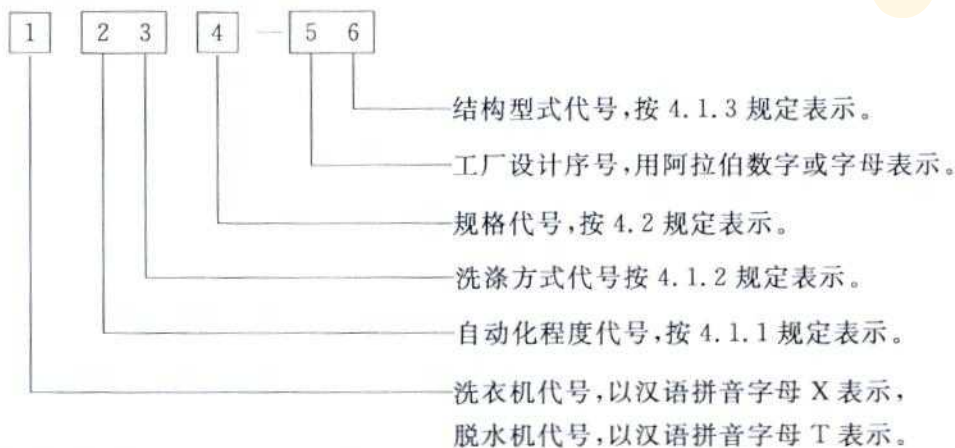 1 2 3 4 — 5 6
结构型式代号,按 4.1.3 规定表示。
工厂设计序号,用阿拉伯数字或字母表示。
规格代号,按 4.2 规定表示。
洗涤方式代号按 4.1.2 规定表示。
自动化程度代号,按 4.1.1 规定表示。
洗衣机代号,以汉语拼音字母 X 表示,
脱水机代号,以汉语拼音字母 T 表示。